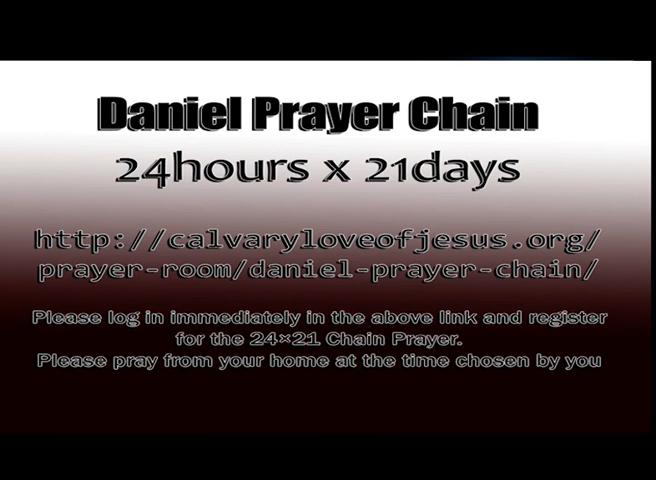 Daniel Prayer Chain
24hours x 21days
http://calvaryloveofjesus.org/
prayer-room/daniel-prayer-chain/
Please log in immediately in the above link and register
for the 24×21 Chain Prayer.
Please pray from your home at the time chosen by you